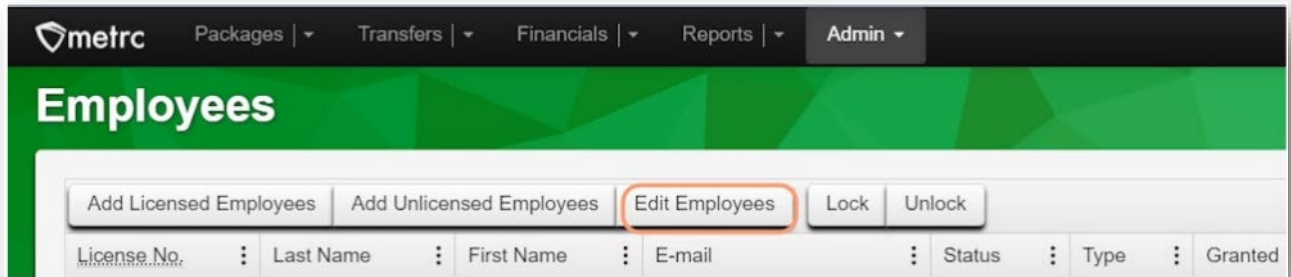 metrc Packages | Transfers | Financials | Reports | Admin
Employees
Add Licensed Employees Add Unlicensed Employees Edit Employees Lock Unlock
License No. Last Name First Name E-mail Status Type Granted